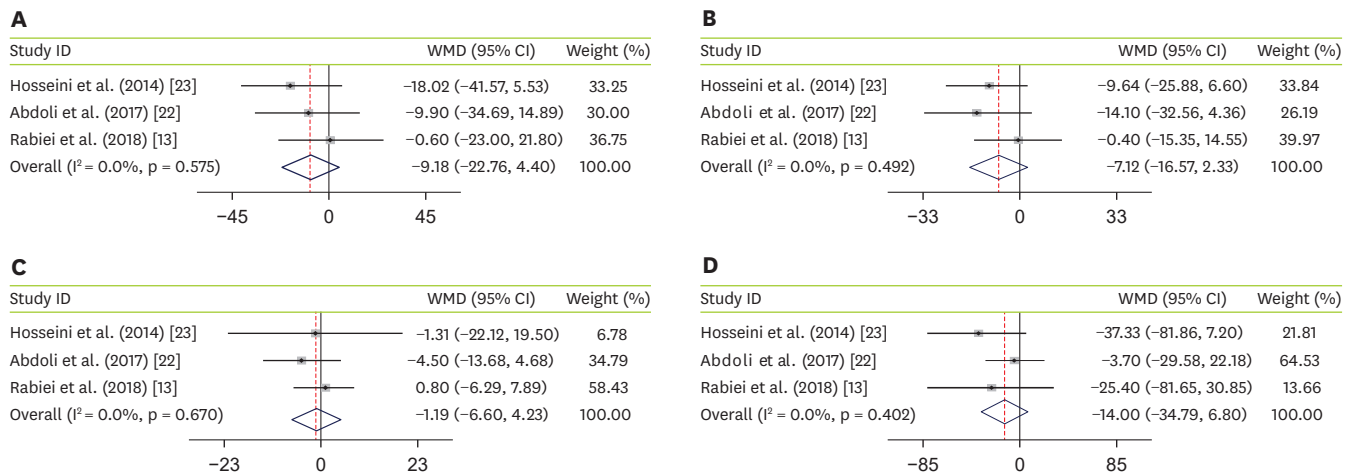 A
Study ID WMD (95% CI) Weight (%)
Hosseini et al. (2014) [23] −18.02 (−41.57, 5.53) 33.25
Abdoli et al. (2017) [22] −9.90 (−34.69, 14.89) 30.00
Rabiei et al. (2018) [13] −0.60 (−23.00, 21.80) 36.75
Overall (I² = 0.0%, p = 0.575) −9.18 (−22.76, 4.40) 100.00
−45 0 45
B
Study ID WMD (95% CI) Weight (%)
Hosseini et al. (2014) [23] −9.64 (−25.88, 6.60) 33.84
Abdoli et al. (2017) [22] −14.10 (−32.56, 4.36) 26.19
Rabiei et al. (2018) [13] −0.40 (−15.35, 14.55) 39.97
Overall (I² = 0.0%, p = 0.492) −7.12 (−16.57, 2.33) 100.00
−33 0 33
C
Study ID WMD (95% CI) Weight (%)
Hosseini et al. (2014) [23] −1.31 (−22.12, 19.50) 6.78
Abdoli et al. (2017) [22] −4.50 (−13.68, 4.68) 34.79
Rabiei et al. (2018) [13] 0.80 (−6.29, 7.89) 58.43
Overall (I² = 0.0%, p = 0.670) −1.19 (−6.60, 4.23) 100.00
−23 0 23
D
Study ID WMD (95% CI) Weight (%)
Hosseini et al. (2014) [23] −37.33 (−81.86, 7.20) 21.81
Abdoli et al. (2017) [22] −3.70 (−29.58, 22.18) 64.53
Rabiei et al. (2018) [13] −25.40 (−81.65, 30.85) 13.66
Overall (I² = 0.0%, p = 0.402) −14.00 (−34.79, 6.80) 100.00
−85 0 85